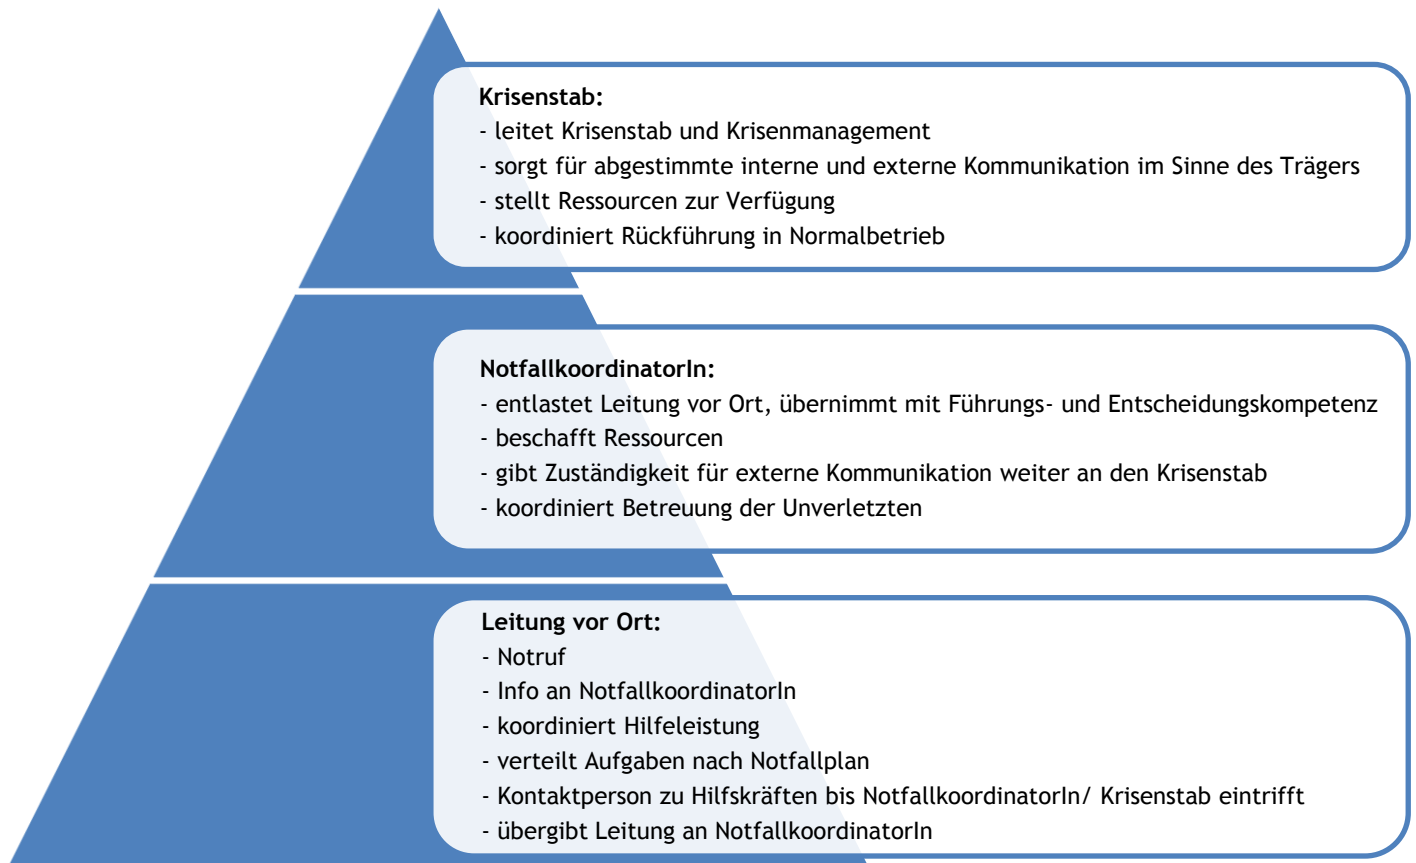 Krisenstab:
- leitet Krisenstab und Krisenmanagement
- sorgt für abgestimmte interne und externe Kommunikation im Sinne des Trägers
- stellt Ressourcen zur Verfügung
- koordiniert Rückführung in Normalbetrieb
NotfallkoordinatorIn:
- entlastet Leitung vor Ort, übernimmt mit Führungs- und Entscheidungskompetenz
- beschafft Ressourcen
- gibt Zuständigkeit für externe Kommunikation weiter an den Krisenstab
- koordiniert Betreuung der Unverletzten
Leitung vor Ort:
- Notruf
- Info an NotfallkoordinatorIn
- koordiniert Hilfeleistung
- verteilt Aufgaben nach Notfallplan
- Kontaktperson zu Hilfskräften bis NotfallkoordinatorIn/ Krisenstab eintrifft
- übergibt Leitung an NotfallkoordinatorIn